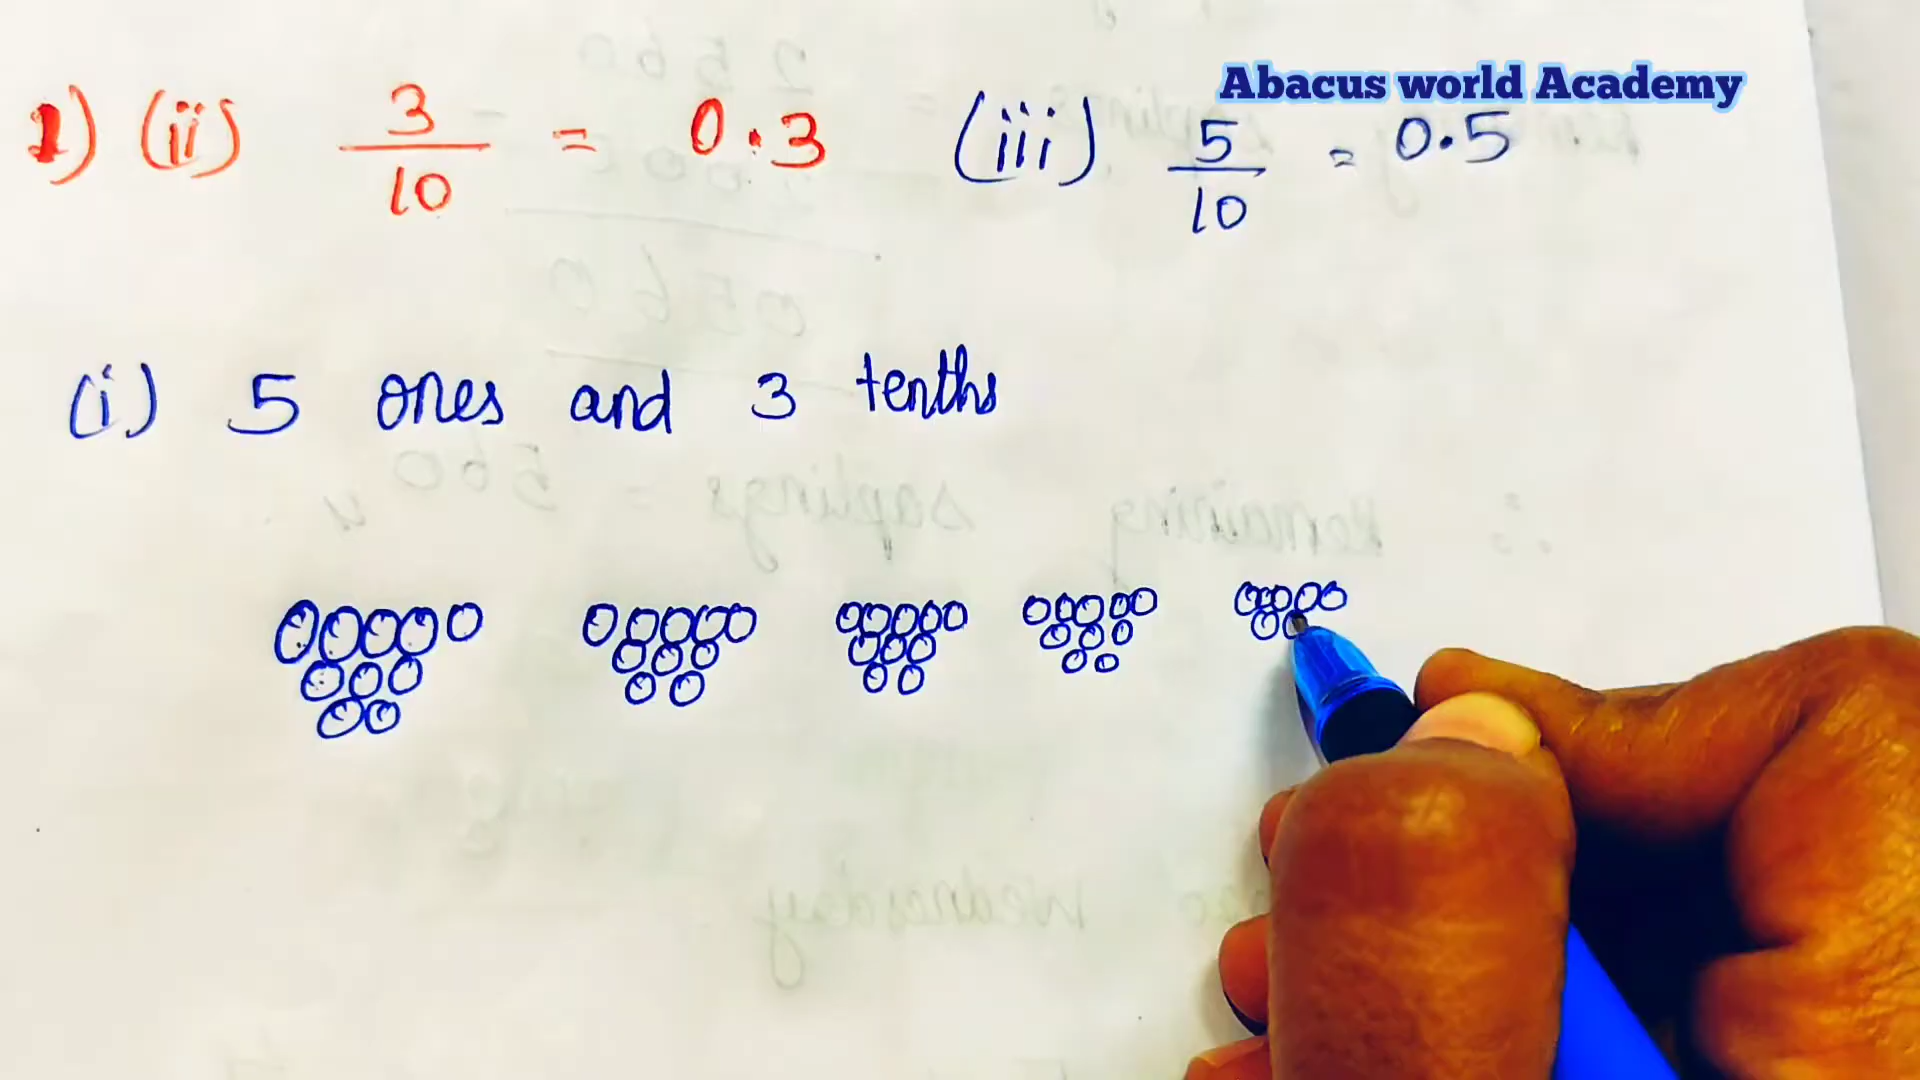 Abacus world Academy
1) (ii) 3/10 = 0.3 (iii) 5/10 = 0.5
(i) 5 ones and 3 tenths